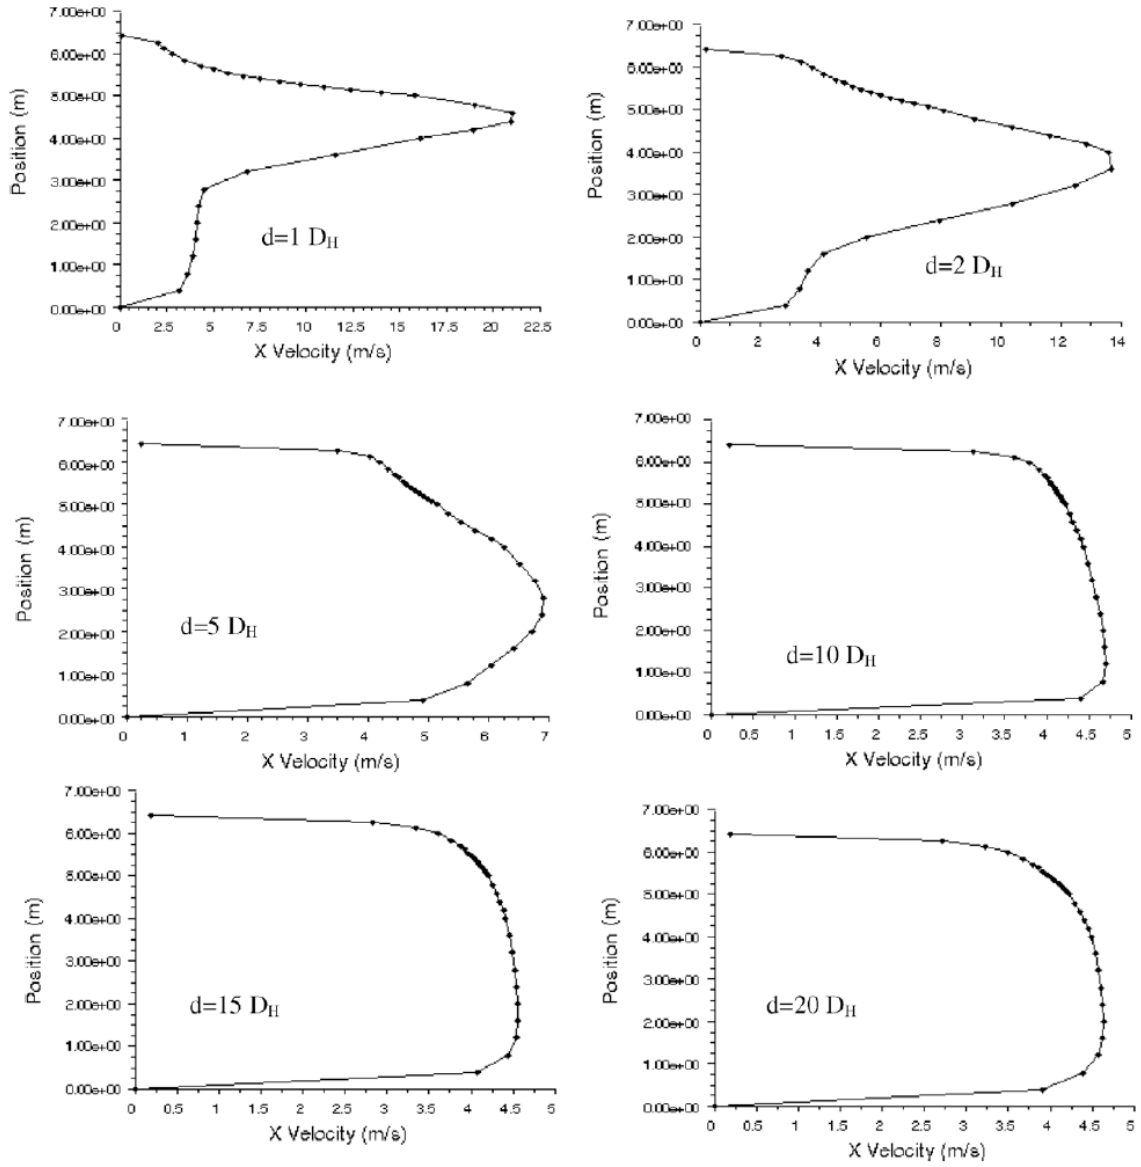 7.00e+00
6.00e+00
5.00e+00
4.00e+00
3.00e+00
2.00e+00
1.00e+00
0.00e+00
Position (m)
d=1 D_H
0 2.5 5 7.5 10 12.5 15 17.5 20 22.5
X Velocity (m/s)
7.00e+00
6.00e+00
5.00e+00
4.00e+00
3.00e+00
2.00e+00
1.00e+00
0.00e+00
Position (m)
d=2 D_H
0 2 4 6 8 10 12 14
X Velocity (m/s)
7.00e+00
6.00e+00
5.00e+00
4.00e+00
3.00e+00
2.00e+00
1.00e+00
0.00e+00
Position (m)
d=5 D_H
0 1 2 3 4 5 6 7
X Velocity (m/s)
7.00e+00
6.00e+00
5.00e+00
4.00e+00
3.00e+00
2.00e+00
1.00e+00
0.00e+00
Position (m)
d=10 D_H
0 0.5 1 1.5 2 2.5 3 3.5 4 4.5 5
X Velocity (m/s)
7.00e+00
6.00e+00
5.00e+00
4.00e+00
3.00e+00
2.00e+00
1.00e+00
0.00e+00
Position (m)
d=15 D_H
0 0.5 1 1.5 2 2.5 3 3.5 4 4.5 5
X Velocity (m/s)
7.00e+00
6.00e+00
5.00e+00
4.00e+00
3.00e+00
2.00e+00
1.00e+00
0.00e+00
Position (m)
d=20 D_H
0 0.5 1 1.5 2 2.5 3 3.5 4 4.5 5
X Velocity (m/s)